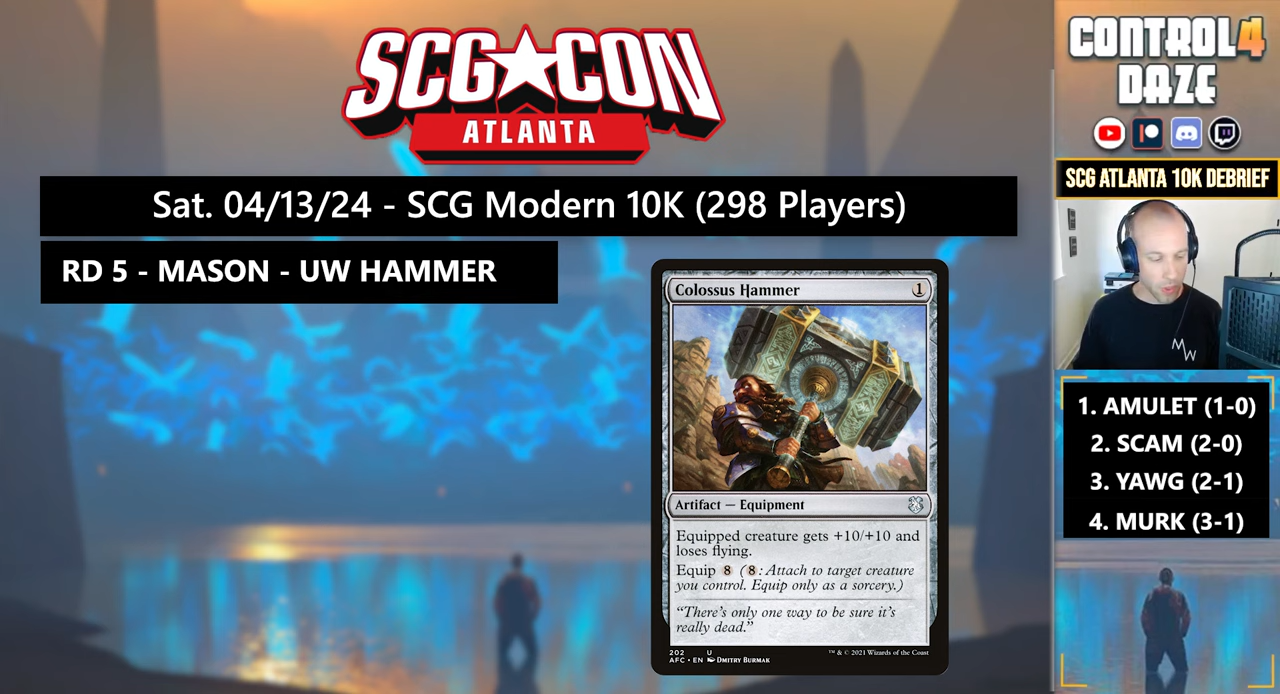 SCG★CON
ATLANTA
Sat. 04/13/24 - SCG Modern 10K (298 Players)
RD 5 - MASON - UW HAMMER
Colossus Hammer 1
Artifact — Equipment
Equipped creature gets +10/+10 and
loses flying.
Equip 8 (8: Attach to target creature
you control. Equip only as a sorcery.)
"There's only one way to be sure it's
really dead."
202 U
AFC • EN DMITRY BURMAK
™ & © 2021 Wizards of the Coast
CONTROL4
DAZE
SCG ATLANTA 10K DEBRIEF
MW
1. AMULET (1-0)
2. SCAM (2-0)
3. YAWG (2-1)
4. MURK (3-1)